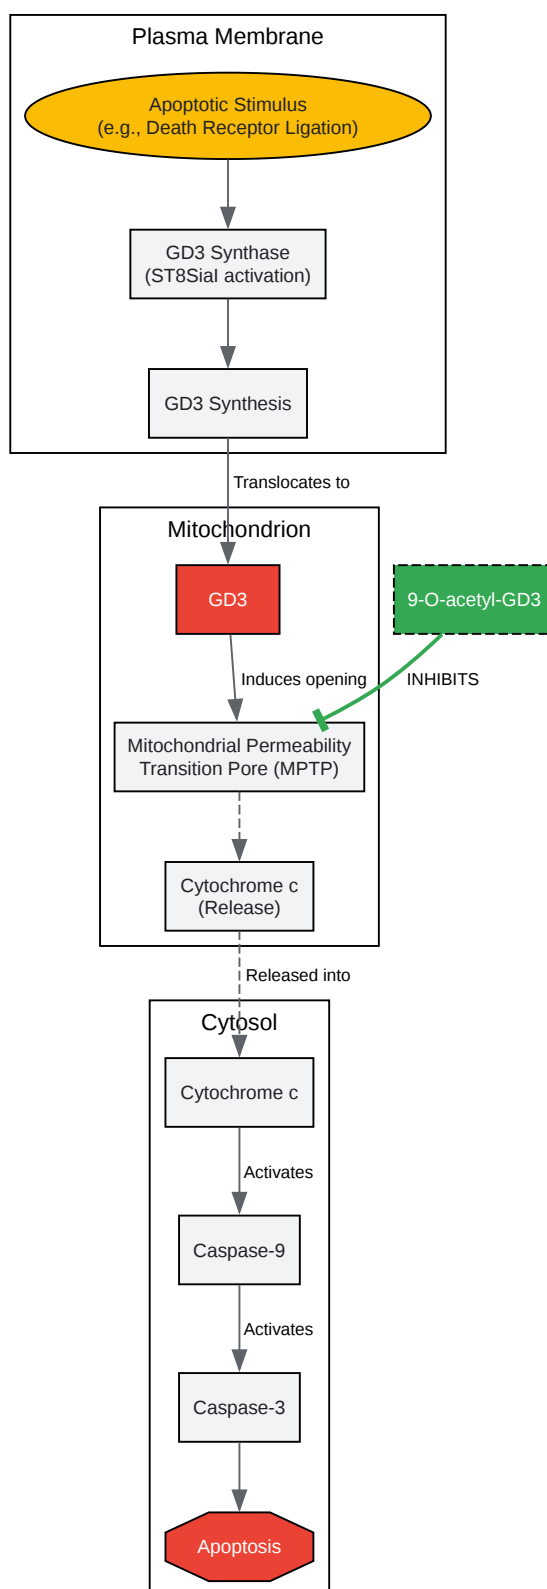 Plasma Membrane
Apoptotic Stimulus
(e.g., Death Receptor Ligation)
GD3 Synthase
(ST8SiaI activation)
GD3 Synthesis
Translocates to
Mitochondrion
GD3
9-O-acetyl-GD3
Induces opening
INHIBITS
Mitochondrial Permeability
Transition Pore (MPTP)
Cytochrome c
(Release)
Released into
Cytosol
Cytochrome c
Activates
Caspase-9
Activates
Caspase-3
Apoptosis